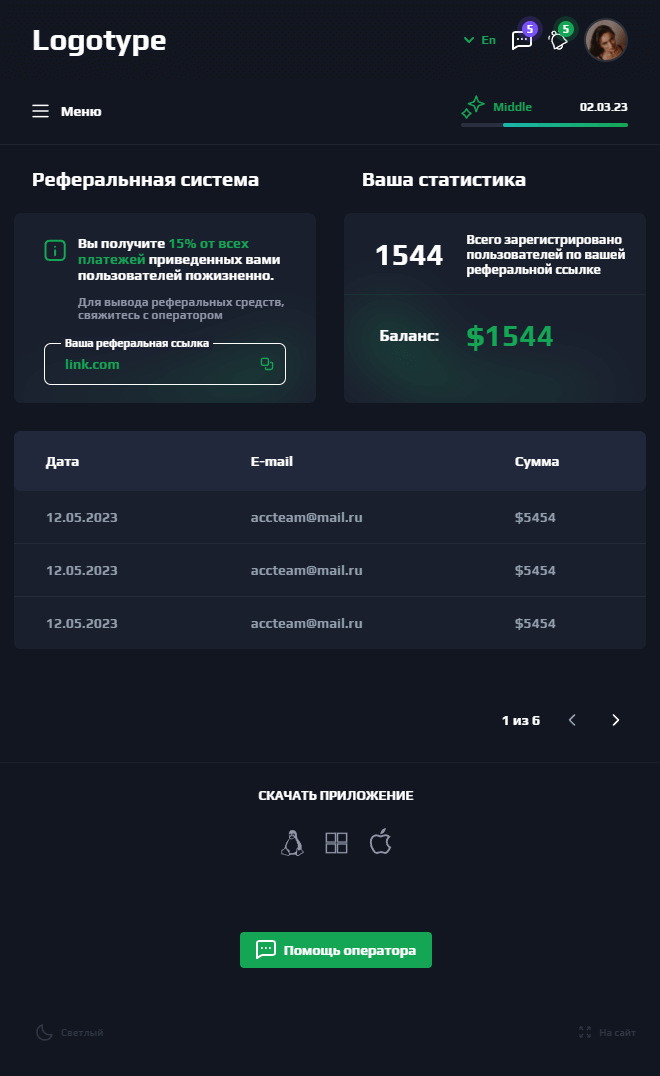 Logotype
En
5
5
Меню
Middle
02.03.23
Реферальнная система
Ваша статистика
Вы получите 15% от всех
платежей приведенных вами
пользователей пожизненно.
Для вывода реферальных средств,
свяжитесь с оператором
Ваша реферальная ссылка
link.com
1544
Всего зарегистрировано
пользователей по вашей
реферальной ссылке
Баланс:
$1544
Дата E-mail Сумма
12.05.2023 accteam@mail.ru $5454
12.05.2023 accteam@mail.ru $5454
12.05.2023 accteam@mail.ru $5454
1 из 6
СКАЧАТЬ ПРИЛОЖЕНИЕ
Помощь оператора
Светлый
На сайт